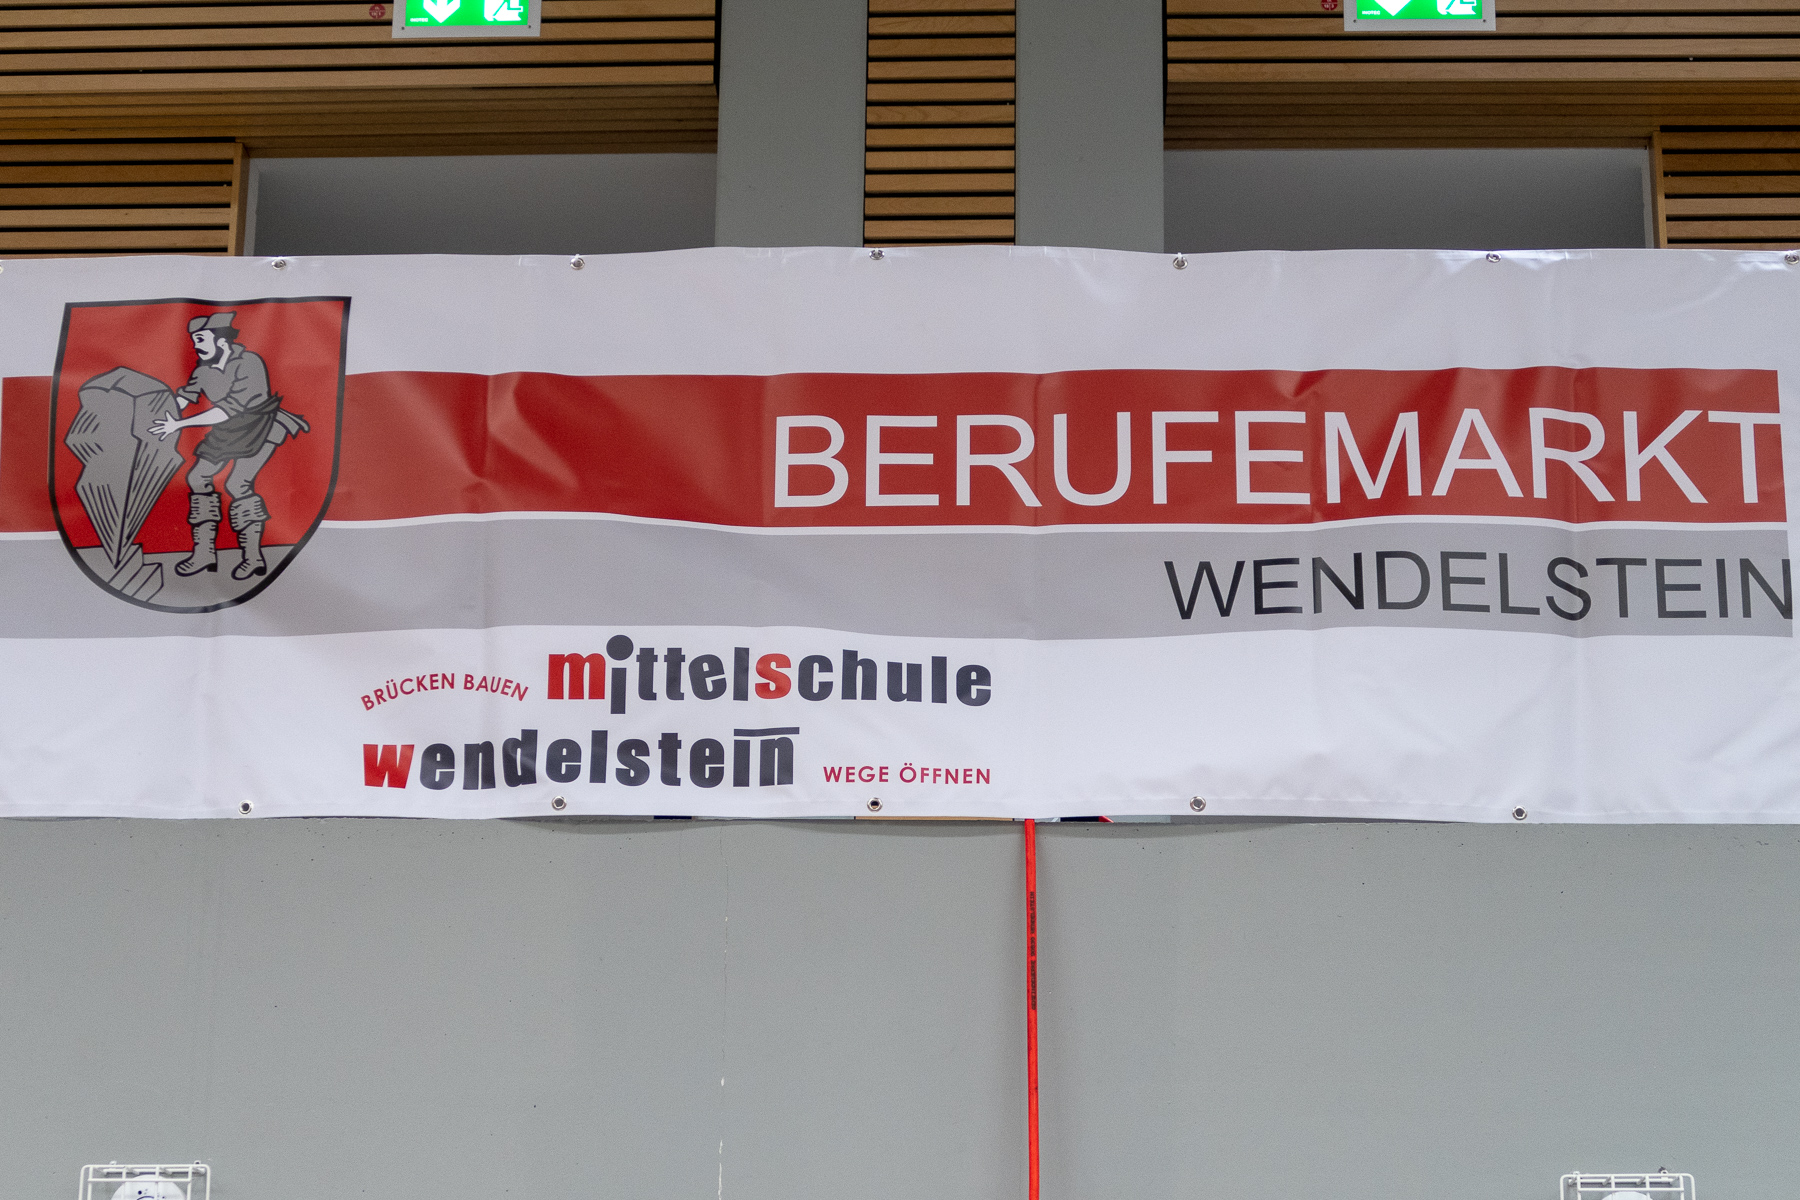 BERUFEMARKT
WENDELSTEIN
BRÜCKEN BAUEN mittelschule
wendelstein WEGE ÖFFNEN